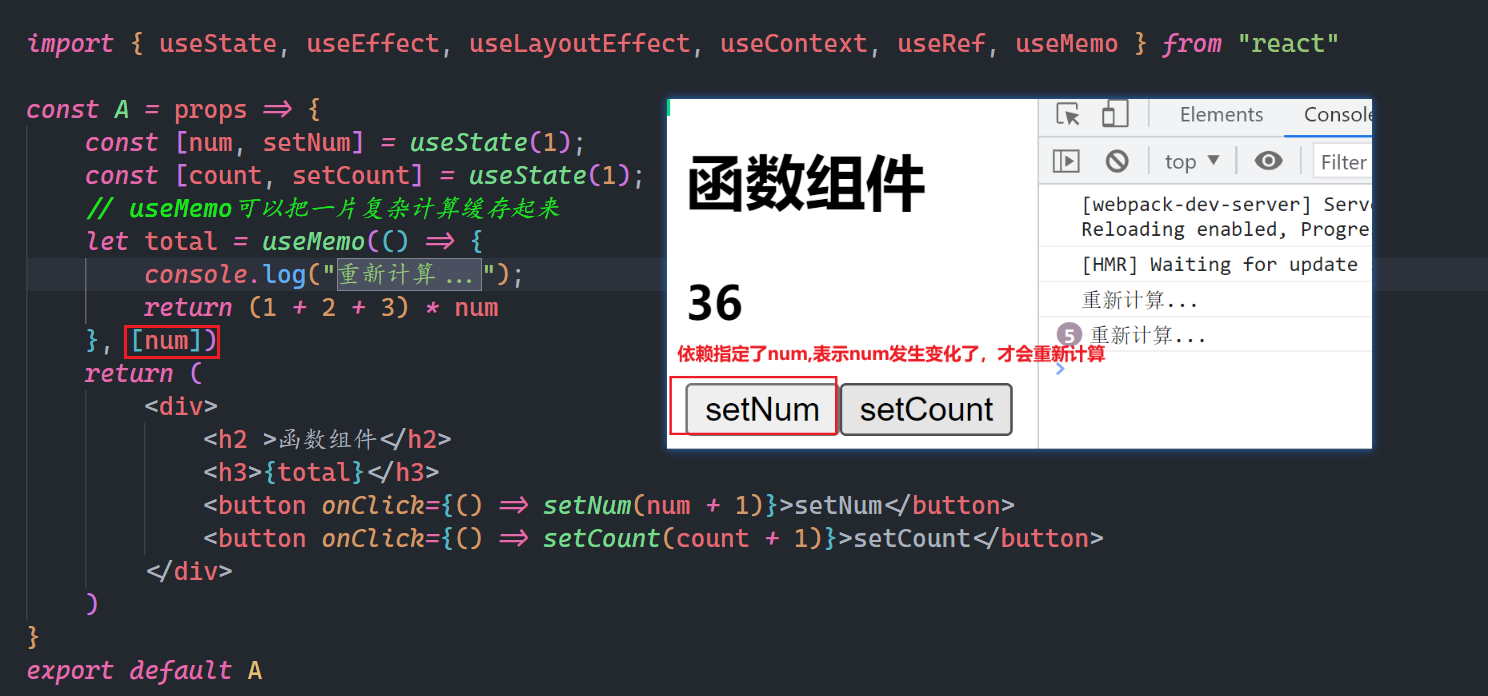 import { useState, useEffect, useLayoutEffect, useContext, useRef, useMemo } from "react"
const A = props => {
const [num, setNum] = useState(1);
const [count, setCount] = useState(1);
// useMemo可以把一片复杂计算缓存起来
let total = useMemo(() => {
console.log("重新计算...");
return (1 + 2 + 3) * num
}, [num])
return (
<div>
<h2 >函数组件</h2>
<h3>{total}</h3>
<button onClick={() => setNum(num + 1)}>setNum</button>
<button onClick={() => setCount(count + 1)}>setCount</button>
</div>
)
}
export default A
函数组件
36
依赖指定了num,表示num发生变化了，才会重新计算
setNum setCount
Elements Console
top Filter
[webpack-dev-server] Serv
Reloading enabled, Progre
[HMR] Waiting for update
重新计算...
5 重新计算...